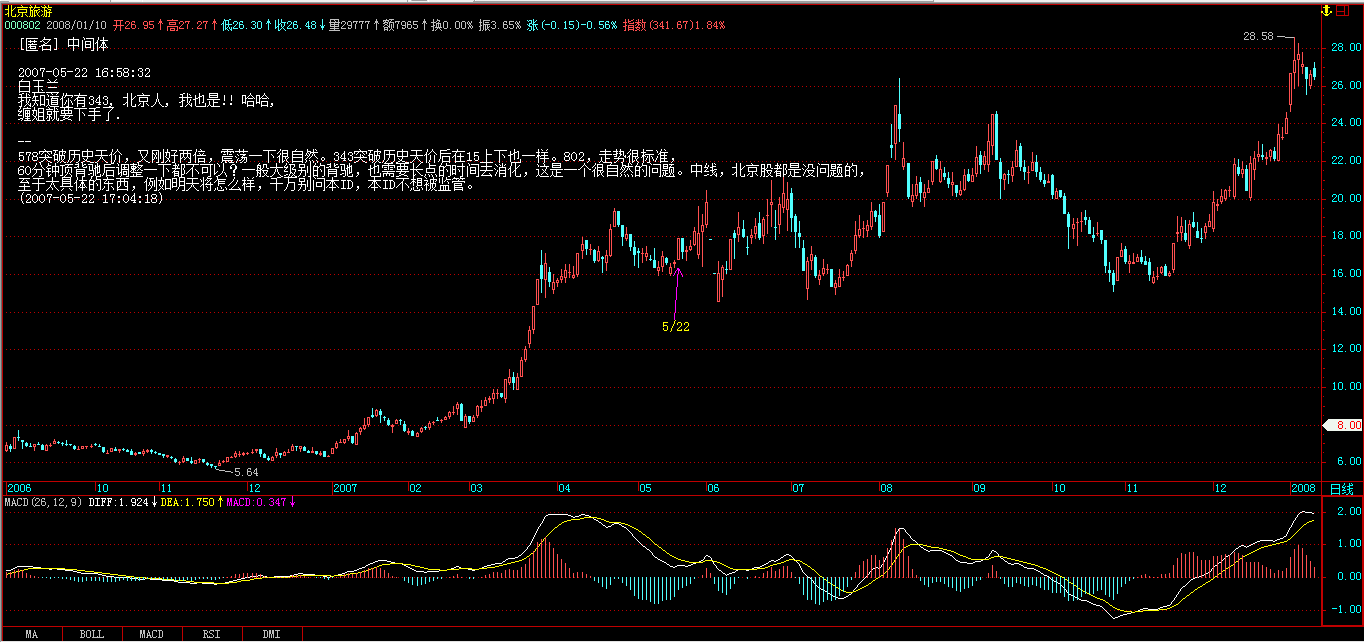 北京旅游
000802 2008/01/10 开26.95↑高27.27↑低26.30↑收26.48↓量29777↑额7965↑换0.00% 振3.65% 涨(-0.15)-0.56% 指数(341.67)1.84%
[匿名] 中间体
2007-05-22 16:58:32
白玉兰
我知道你有343, 北京人, 我也是!! 哈哈,
缠姐就要下手了.
--
578突破历史天价, 又刚好两倍, 震荡一下很自然。343突破历史天价后在15上下也一样。802, 走势很标准,
60分钟顶背驰后调整一下都不可以? 一般大级别的背驰, 也需要长点的时间去消化, 这是一个很自然的问题。中线, 北京股都是没问题的,
至于太具体的东西, 例如明天将怎么样, 千万别问本ID, 本ID不想被监管。
(2007-05-22 17:04:18)
28.58
28.00
26.00
24.00
22.00
20.00
18.00
16.00
14.00
12.00
10.00
8.00
6.00
5/22
5.64
2006 10 11 12 2007 02 03 04 05 06 07 08 09 10 11 12 2008 日线
MACD(26,12,9) DIFF:1.924↓ DEA:1.750↑ MACD:0.347↓
2.00
1.00
0.00
-1.00
MA BOLL MACD RSI DMI